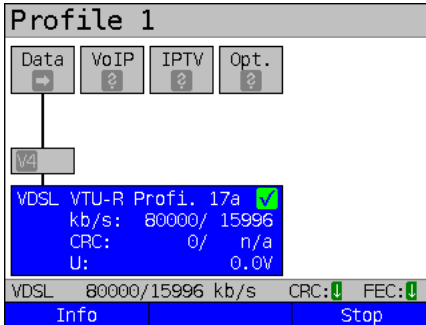 Profile 1
Data VoIP IPTV Opt.
V4
VDSL VTU-R Profi. 17a
kb/s: 80000/ 15996
CRC: 0/ n/a
U: 0.0V
VDSL 80000/15996 kb/s CRC: FEC:
Info Stop